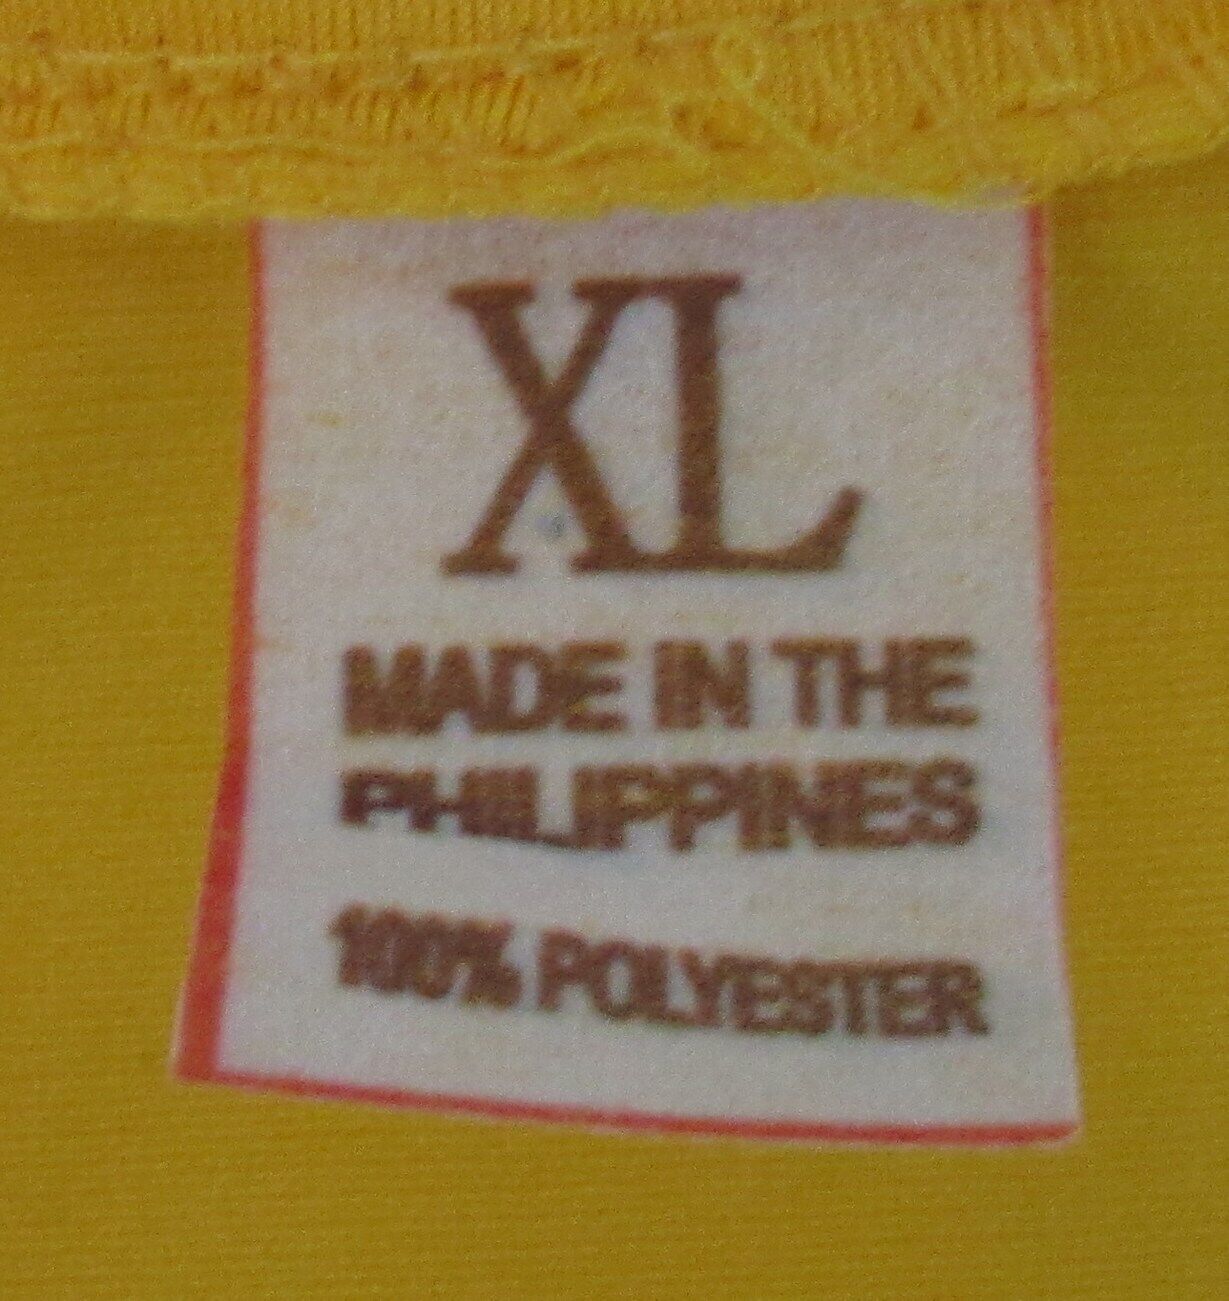 XL
MADE IN THE
PHILIPPINES
100% POLYESTER